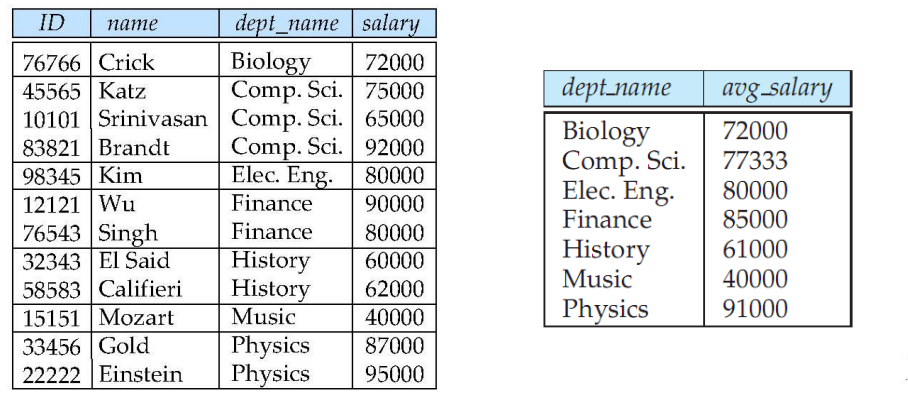 ID name dept_name salary
76766 Crick Biology 72000
45565 Katz Comp. Sci. 75000
10101 Srinivasan Comp. Sci. 65000
83821 Brandt Comp. Sci. 92000
98345 Kim Elec. Eng. 80000
12121 Wu Finance 90000
76543 Singh Finance 80000
32343 El Said History 60000
58583 Califieri History 62000
15151 Mozart Music 40000
33456 Gold Physics 87000
22222 Einstein Physics 95000
dept_name avg_salary
Biology 72000
Comp. Sci. 77333
Elec. Eng. 80000
Finance 85000
History 61000
Music 40000
Physics 91000